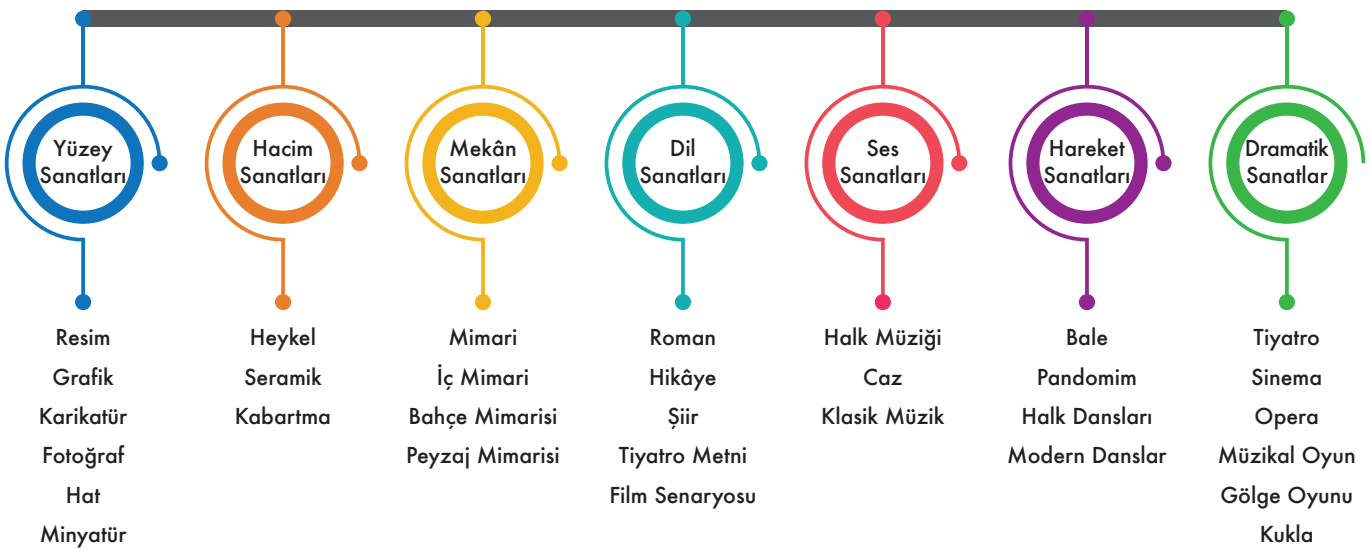 Yüzey
Sanatları
Resim
Grafik
Karikatür
Fotoğraf
Hat
Minyatür
Hacim
Sanatları
Heykel
Seramik
Kabartma
Mekân
Sanatları
Mimari
İç Mimari
Bahçe Mimarisi
Peyzaj Mimarisi
Dil
Sanatları
Roman
Hikâye
Şiir
Tiyatro Metni
Film Senaryosu
Ses
Sanatları
Halk Müziği
Caz
Klasik Müzik
Hareket
Sanatları
Bale
Pandomim
Halk Dansları
Modern Danslar
Dramatik
Sanatlar
Tiyatro
Sinema
Opera
Müzikal Oyun
Gölge Oyunu
Kukla